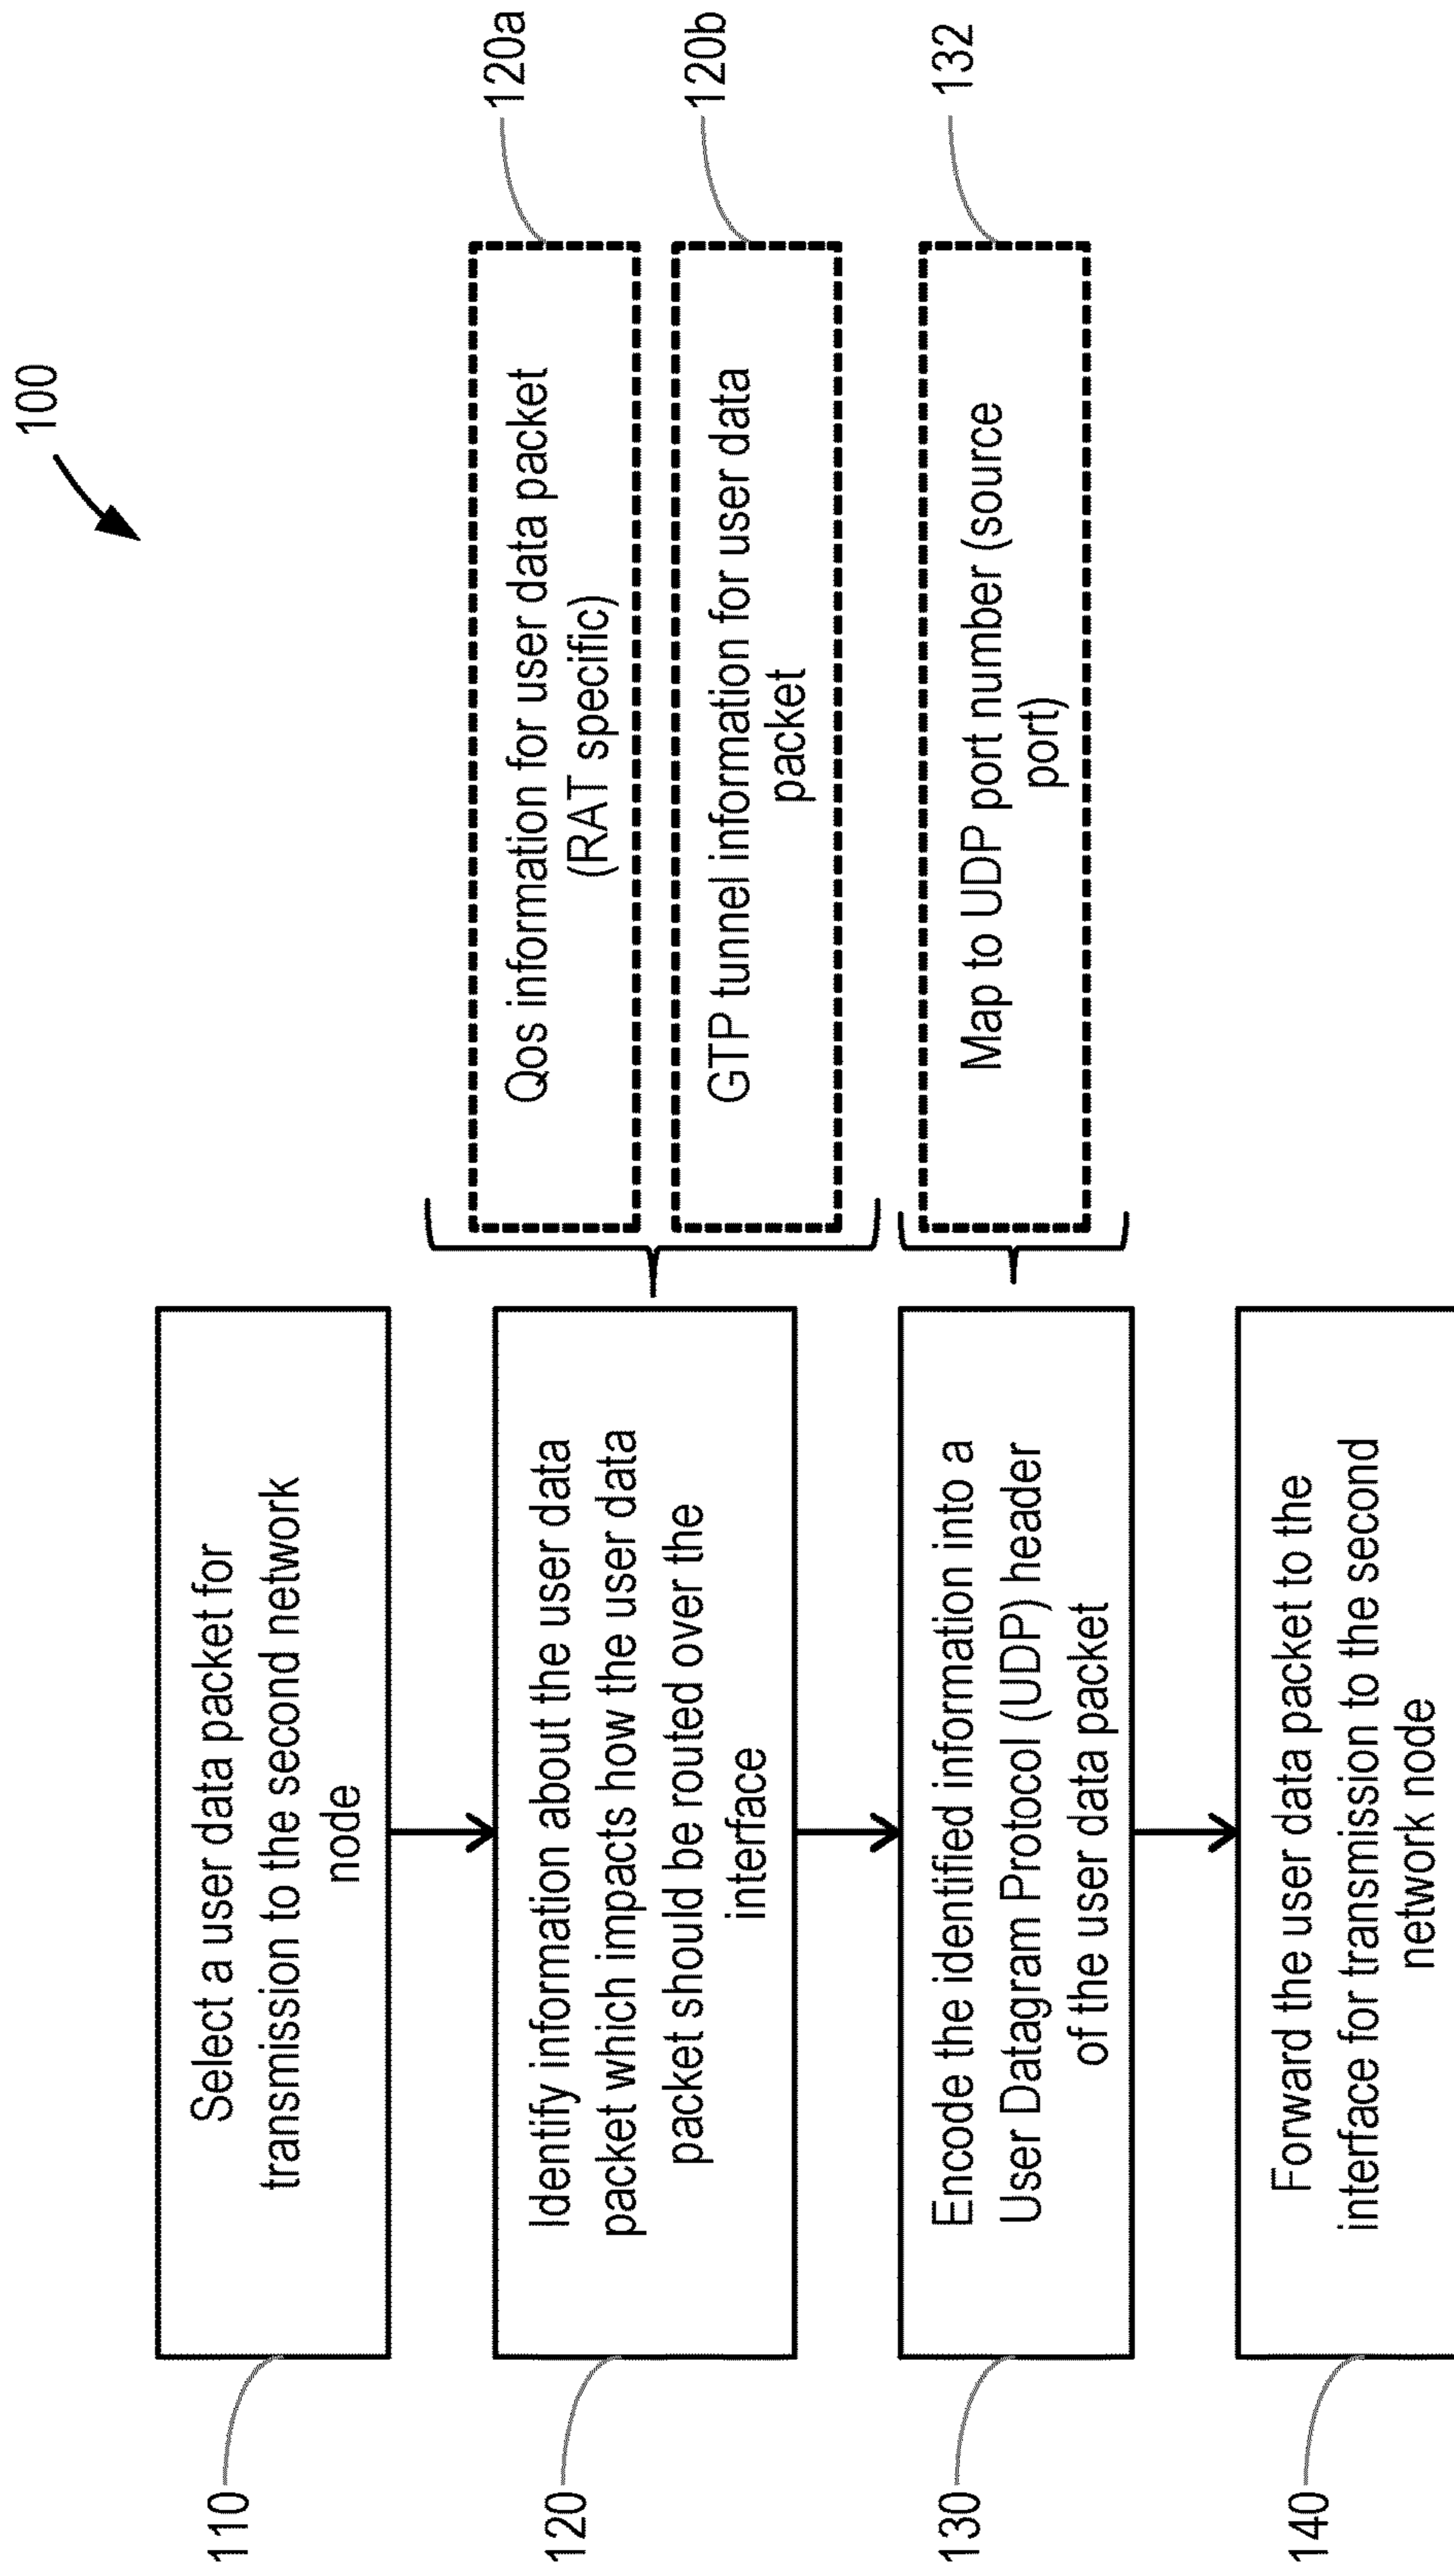 100
110
Select a user data packet for
transmission to the second network
node
120
Identify information about the user data
packet which impacts how the user data
packet should be routed over the
interface
Qos information for user data packet
(RAT specific)
120a
GTP tunnel information for user data
packet
120b
130
Encode the identified information into a
User Datagram Protocol (UDP) header
of the user data packet
Map to UDP port number (source
port)
132
140
Forward the user data packet to the
interface for transmission to the second
network node